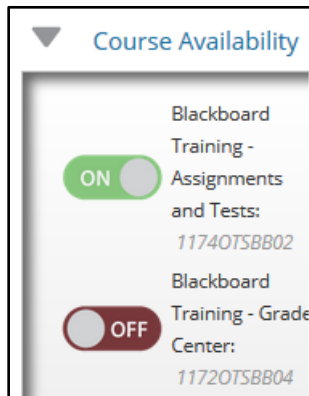 Course Availability
Blackboard
Training -
ON Assignments
and Tests:
1174OTSBB02
Blackboard
OFF Training - Grade
Center:
1172OTSBB04